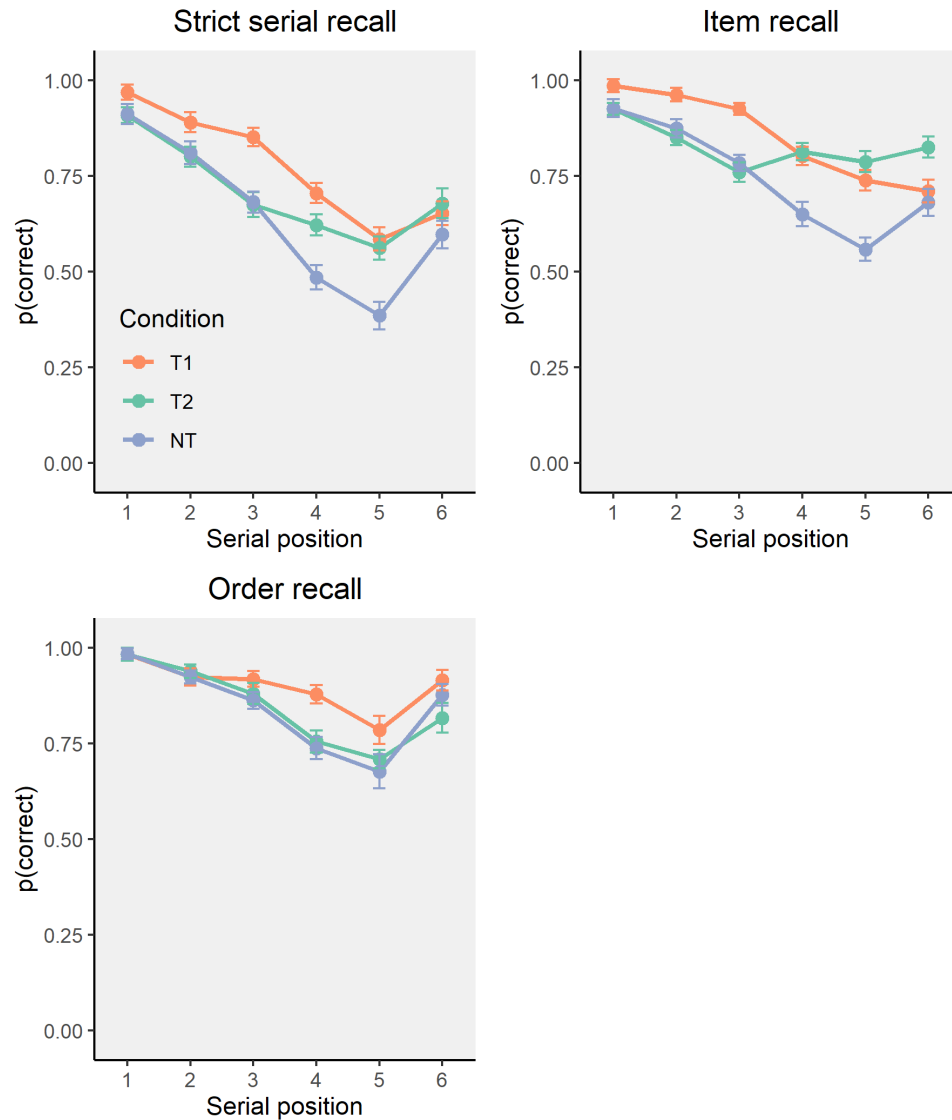 Strict serial recall
1.00
0.75
0.50
0.25
0.00
p(correct)
Condition
T1
T2
NT
1 2 3 4 5 6
Serial position
Item recall
1.00
0.75
0.50
0.25
0.00
p(correct)
1 2 3 4 5 6
Serial position
Order recall
1.00
0.75
0.50
0.25
0.00
p(correct)
1 2 3 4 5 6
Serial position